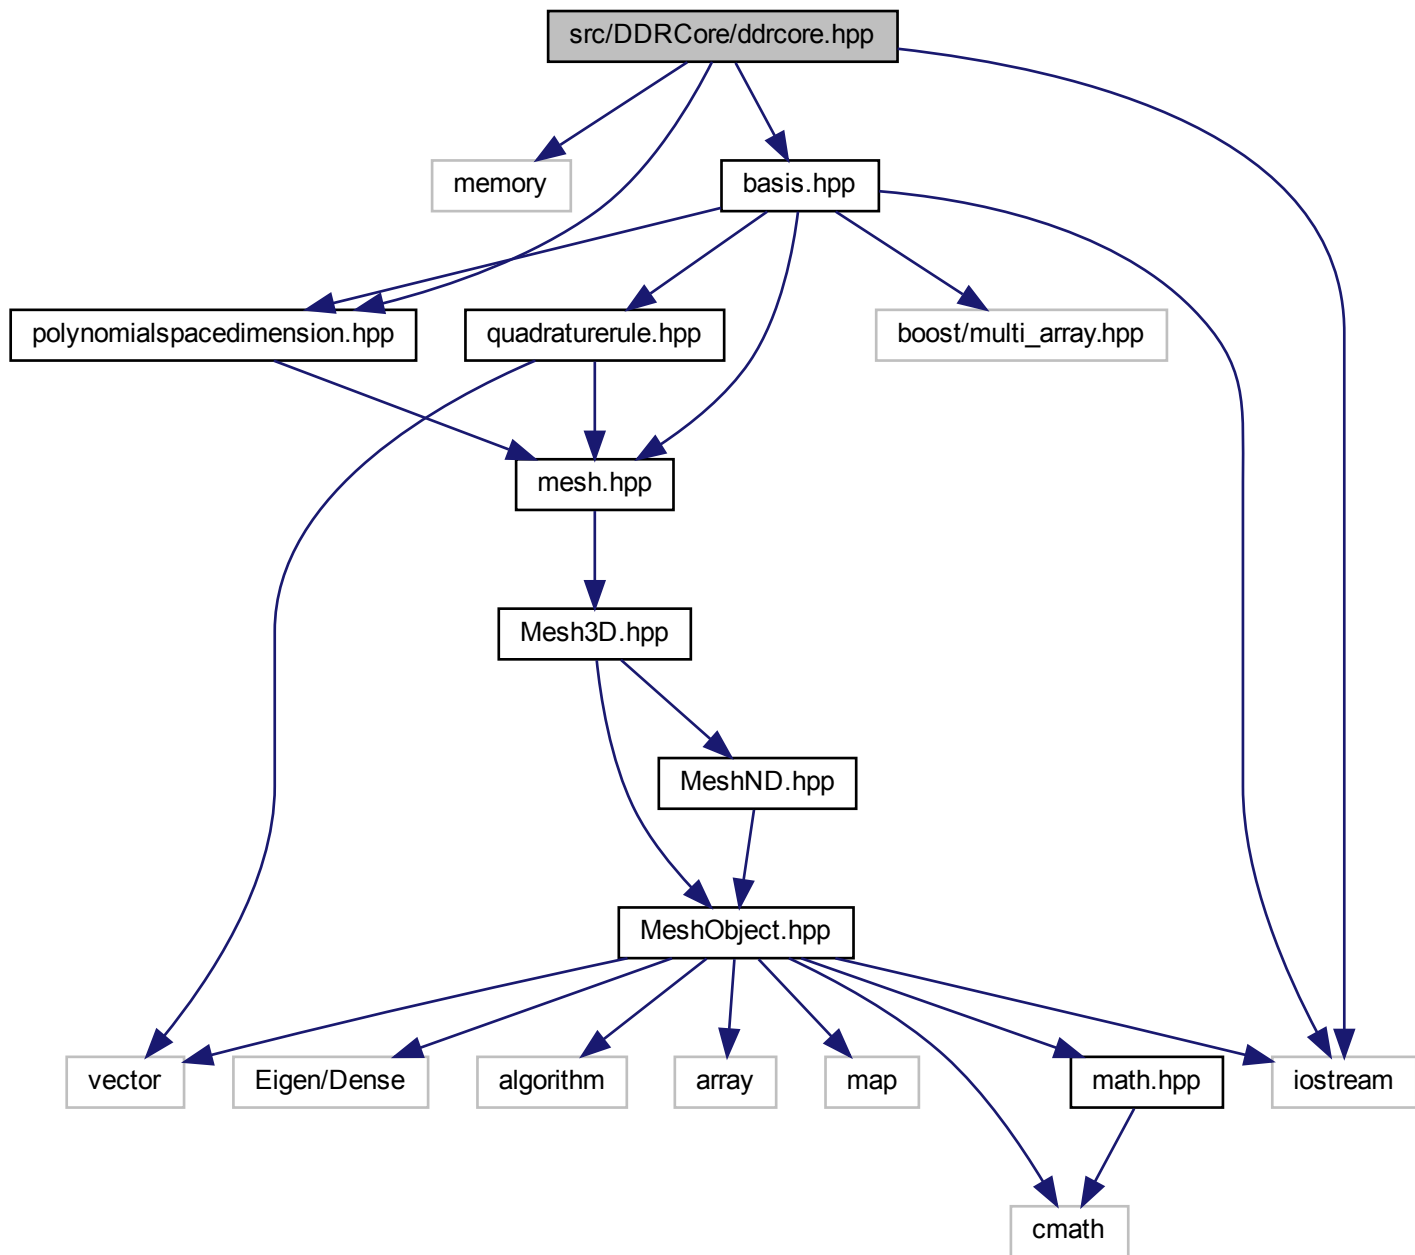 src/DDRCore/ddrcore.hpp
memory
basis.hpp
polynomialspacedimension.hpp
quadraturerule.hpp
boost/multi_array.hpp
mesh.hpp
Mesh3D.hpp
MeshND.hpp
MeshObject.hpp
vector
Eigen/Dense
algorithm
array
map
math.hpp
iostream
cmath